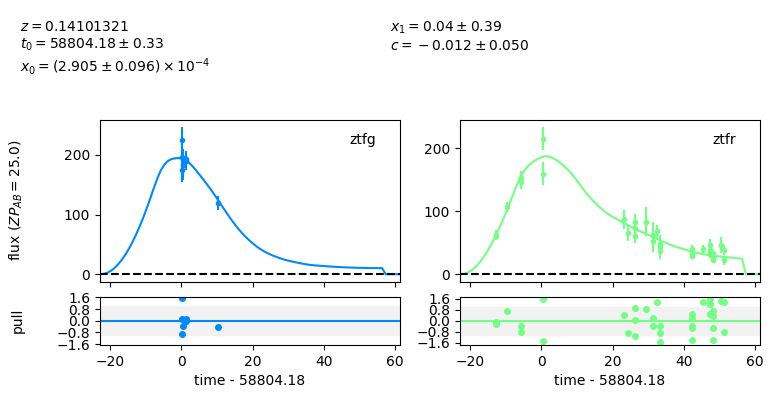 z = 0.14101321
t₀ = 58804.18 ± 0.33
x₀ = (2.905 ± 0.096) × 10⁻⁴
x₁ = 0.04 ± 0.39
c = −0.012 ± 0.050
flux (ZP_AB = 25.0)
ztfg
200
100
0
ztfr
200
100
0
pull
1.6
0.8
0.0
−0.8
−1.6
−20 0 20 40 60
time - 58804.18
1.6
0.8
0.0
−0.8
−1.6
−20 0 20 40 60
time - 58804.18